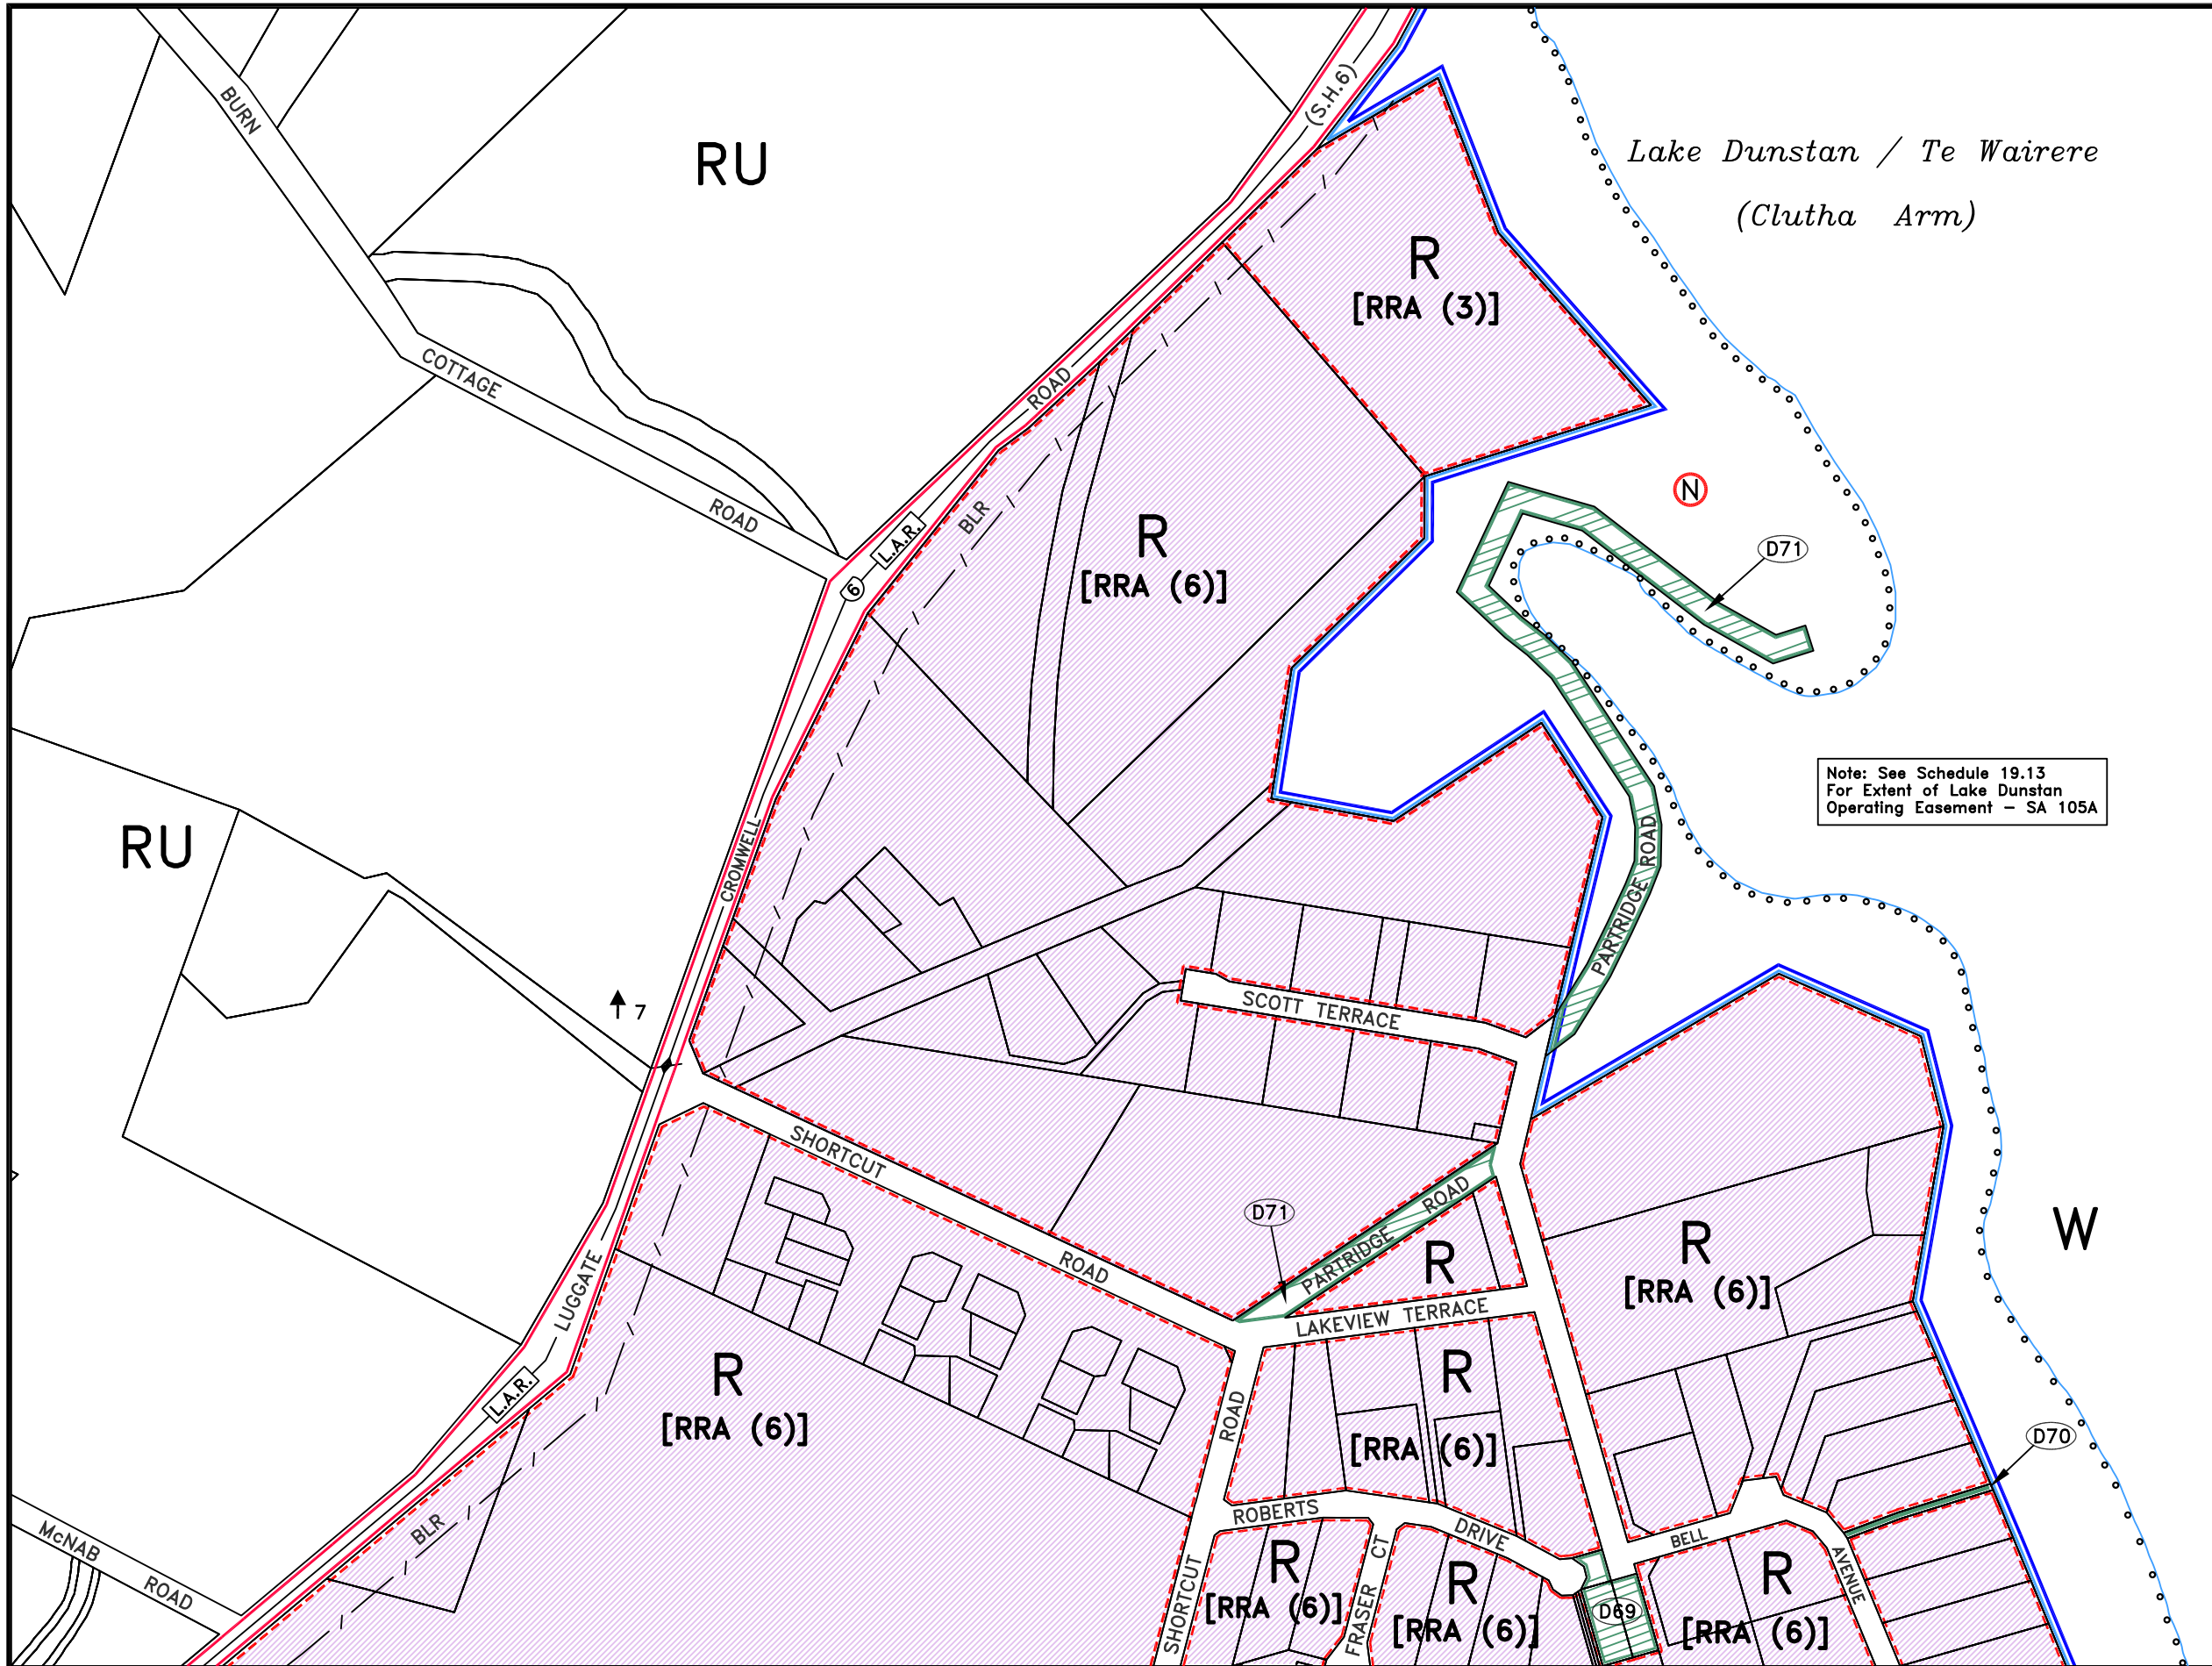 BURN
RU
(S.H.6)
Lake Dunstan / Te Wairere
(Clutha Arm)
R
[RRA (3)]
COTTAGE
ROAD
ROAD
N
L.A.R.
BLR
R
[RRA (6)]
D71
6
Note: See Schedule 19.13
For Extent of Lake Dunstan
Operating Easement – SA 105A
RU
CROMWELL
PARTRIDGE ROAD
7
SCOTT TERRACE
SHORTCUT
ROAD
D71
PARTRIDGE ROAD
R
R
[RRA (6)]
W
LUGGATE
LAKEVIEW TERRACE
L.A.R.
R
[RRA (6)]
R
[RRA (6)]
ROAD
D70
BLR
ROBERTS
DRIVE
BELL
AVENUE
McNAB
ROAD
SHORTCUT
R
[RRA (6)]
FRASER CT
R
[RRA (6)]
D69
R
[RRA (6)]